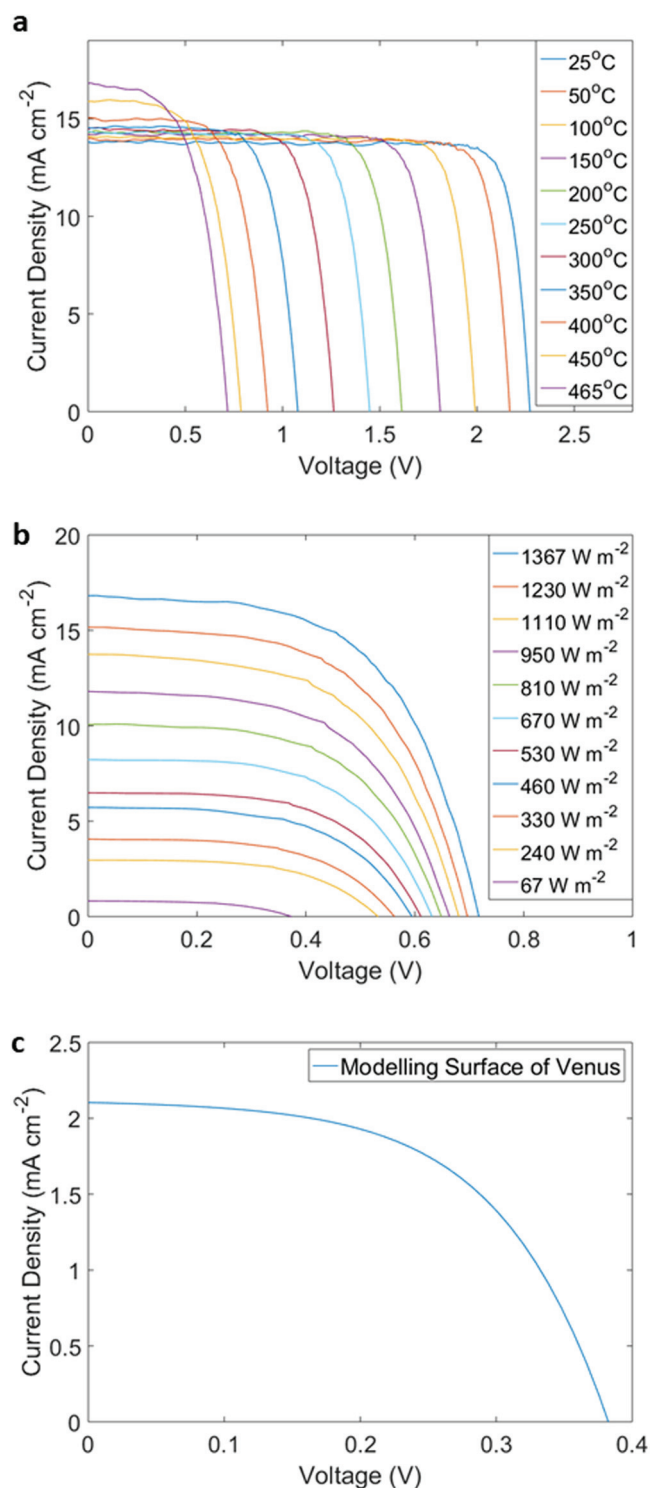 a
Current Density (mA cm⁻²)
15
10
5
0
0
0.5
1
1.5
2
2.5
Voltage (V)
25°C
50°C
100°C
150°C
200°C
250°C
300°C
350°C
400°C
450°C
465°C
b
Current Density (mA cm⁻²)
20
15
10
5
0
0
0.2
0.4
0.6
0.8
1
Voltage (V)
1367 W m⁻²
1230 W m⁻²
1110 W m⁻²
950 W m⁻²
810 W m⁻²
670 W m⁻²
530 W m⁻²
460 W m⁻²
330 W m⁻²
240 W m⁻²
67 W m⁻²
c
Current Density (mA cm⁻²)
2.5
2
1.5
1
0.5
0
0
0.1
0.2
0.3
0.4
Voltage (V)
Modelling Surface of Venus